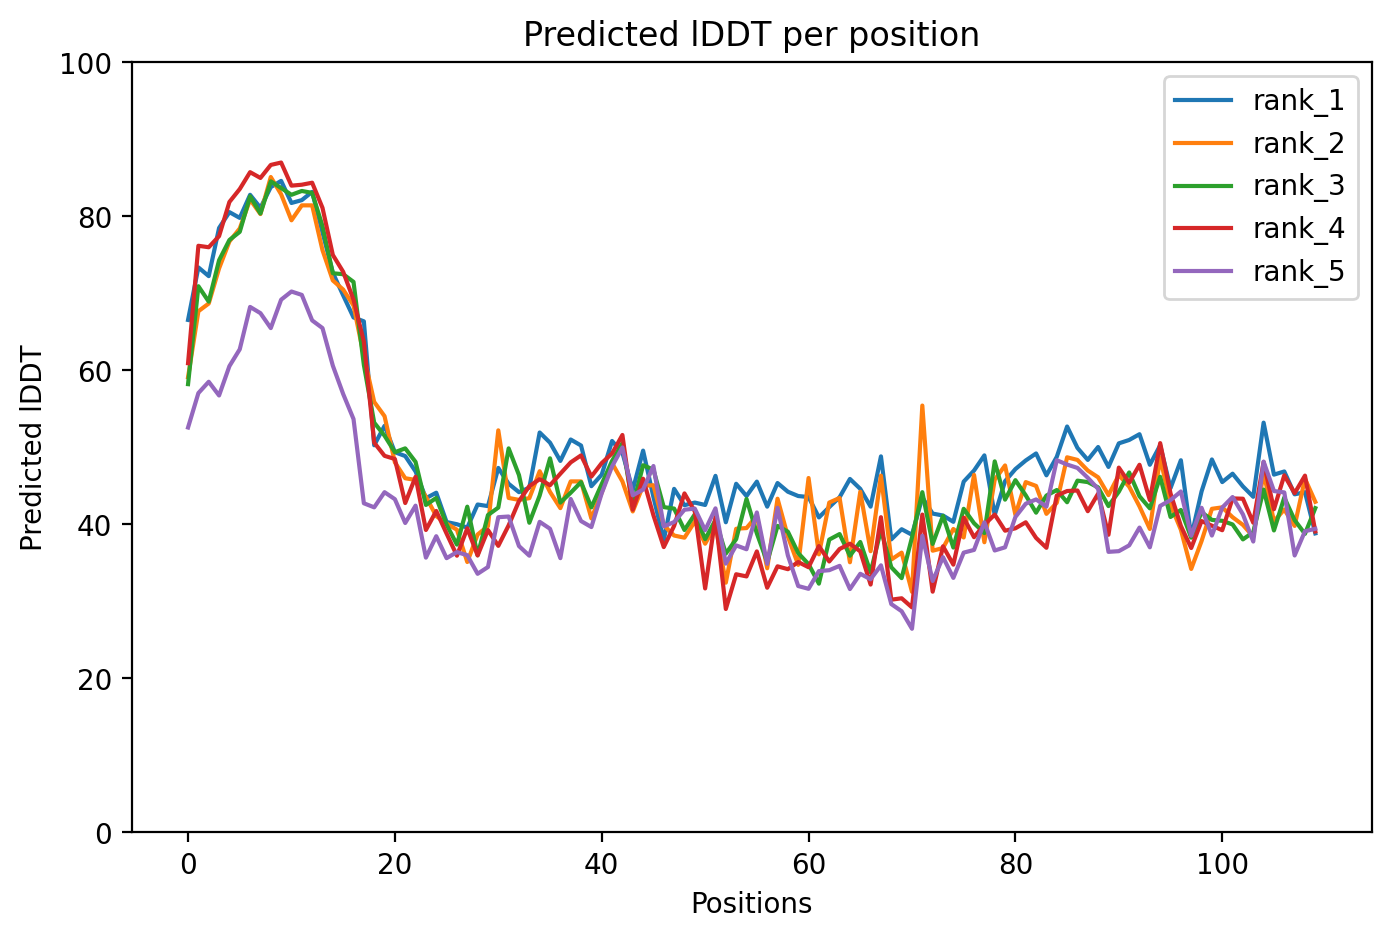 Predicted lDDT per position
100
80
60
40
20
0
Predicted lDDT
0 20 40 60 80 100
Positions
rank_1
rank_2
rank_3
rank_4
rank_5